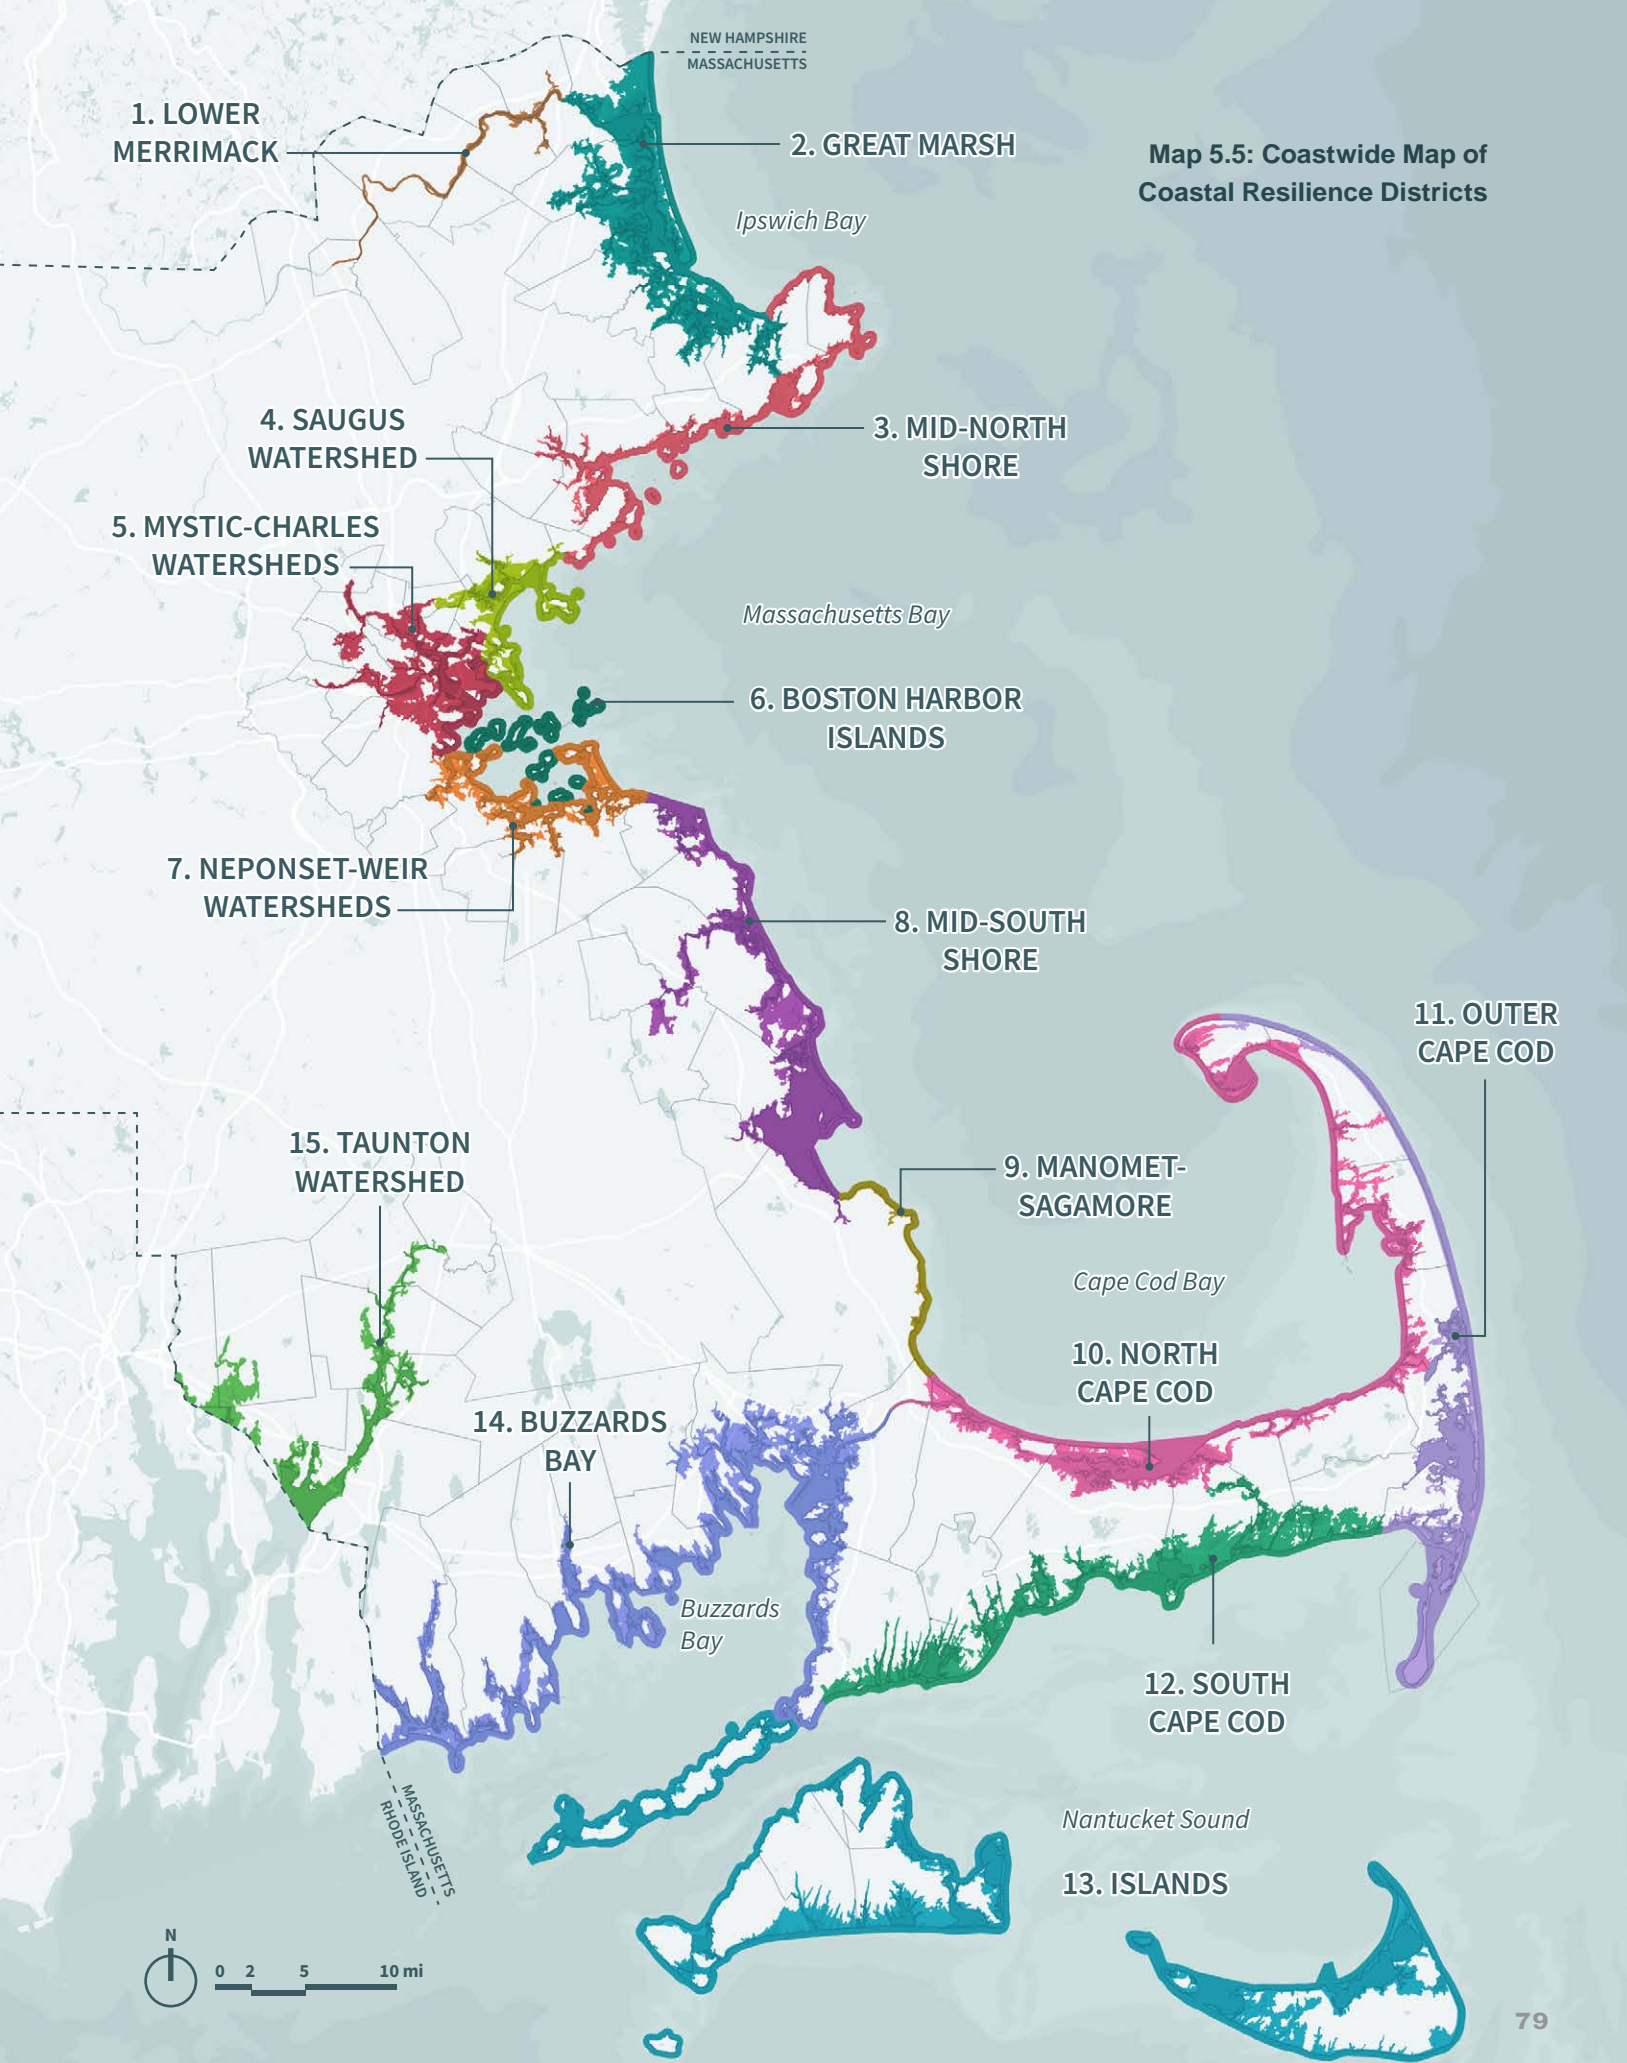 NEW HAMPSHIRE
MASSACHUSETTS
1. LOWER
MERRIMACK
2. GREAT MARSH
Map 5.5: Coastwide Map of
Coastal Resilience Districts
Ipswich Bay
4. SAUGUS
WATERSHED
3. MID-NORTH
SHORE
5. MYSTIC-CHARLES
WATERSHEDS
Massachusetts Bay
6. BOSTON HARBOR
ISLANDS
7. NEPONSET-WEIR
WATERSHEDS
8. MID-SOUTH
SHORE
11. OUTER
CAPE COD
15. TAUNTON
WATERSHED
9. MANOMET-
SAGAMORE
Cape Cod Bay
10. NORTH
CAPE COD
14. BUZZARDS
BAY
Buzzards
Bay
12. SOUTH
CAPE COD
MASSACHUSETTS
RHODE ISLAND
Nantucket Sound
13. ISLANDS
N
0 2 5 10 mi
79